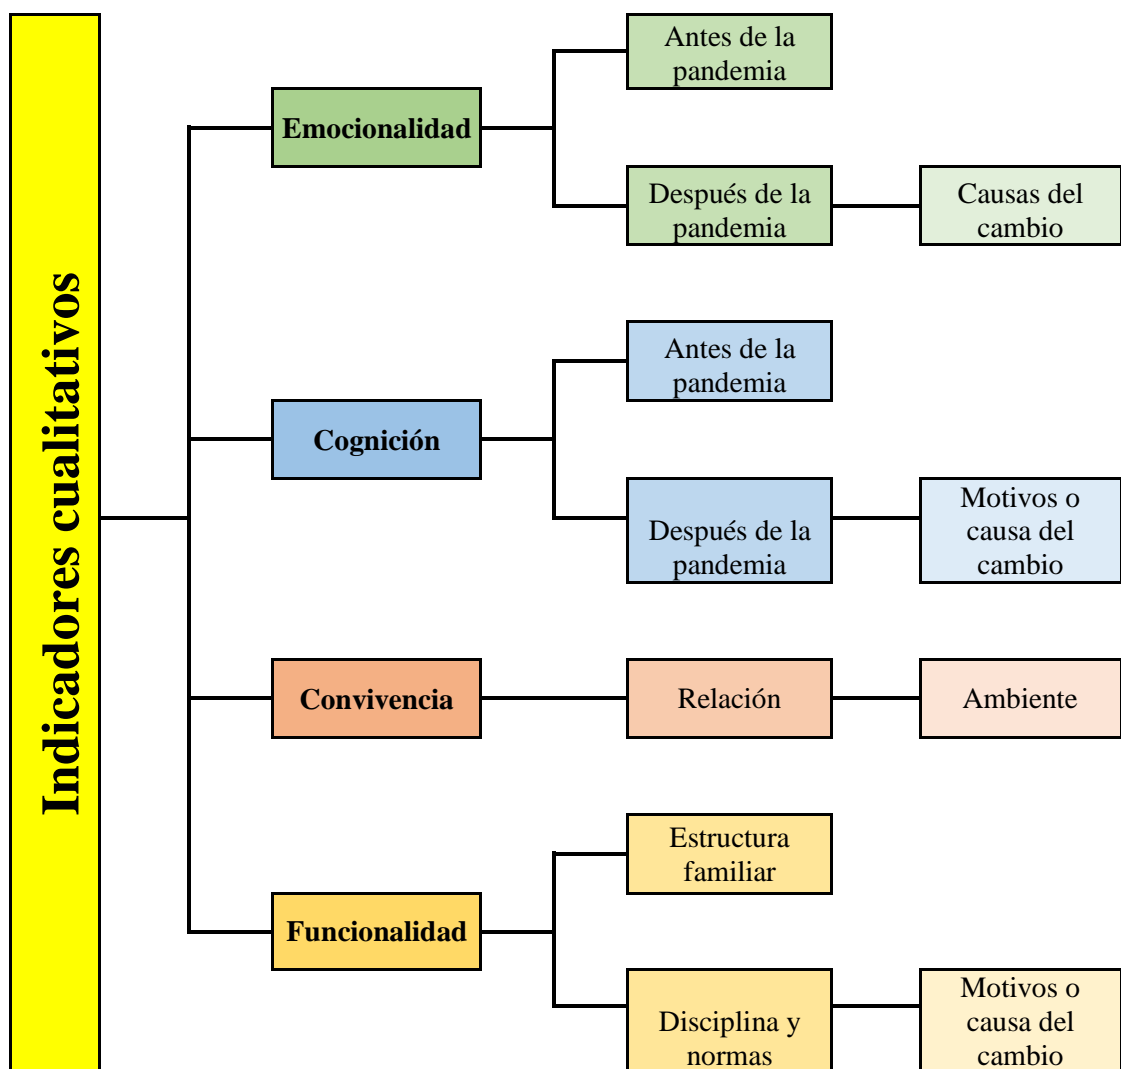 Indicadores cualitativos
Emocionalidad
Antes de la
pandemia
Después de la
pandemia
Causas del
cambio
Cognición
Antes de la
pandemia
Después de la
pandemia
Motivos o
causa del
cambio
Convivencia
Relación
Ambiente
Funcionalidad
Estructura
familiar
Disciplina y
normas
Motivos o
causa del
cambio